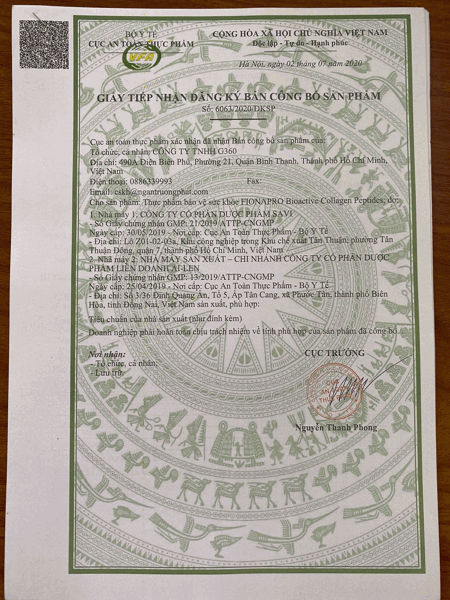 BỘ Y TẾ
CỤC AN TOÀN THỰC PHẨM
VFA
CỘNG HÒA XÃ HỘI CHỦ NGHĨA VIỆT NAM
Độc lập - Tự do - Hạnh phúc
Hà Nội, ngày 02 tháng 07 năm 2020
GIẤY TIẾP NHẬN ĐĂNG KÝ BẢN CÔNG BỐ SẢN PHẨM
Số: 6063/2020/ĐKSP
Cục an toàn thực phẩm xác nhận đã nhận Bản công bố sản phẩm của:
Tổ chức, cá nhân: CÔNG TY TNHH G360
Địa chỉ: 490A Điện Biên Phủ, Phường 21, Quận Bình Thạnh, Thành phố Hồ Chí Minh,
Việt Nam
Điện thoại: 0886339993 Fax:
Email: cskh@ngantruongphat.com
Cho sản phẩm: Thực phẩm bảo vệ sức khỏe FIONAPRO Bioactive Collagen Peptides; do:
1. Nhà máy 1: CÔNG TY CỔ PHẦN DƯỢC PHẨM SAVI
- Số Giấy chứng nhận GMP: 21/2019/ATTP-CNGMP
Ngày cấp: 30/05/2019 - Nơi cấp: Cục An Toàn Thực Phẩm - Bộ Y Tế
- Địa chỉ: Lô Z01-02-03a, Khu công nghiệp trong Khu chế xuất Tân Thuận, phường Tân
Thuận Đông, quận 7, thành phố Hồ Chí Minh, Việt Nam
2. Nhà máy 2: NHÀ MÁY SẢN XUẤT – CHI NHÁNH CÔNG TY CỔ PHẦN DƯỢC
PHẨM LIÊN DOANH AI-LEN
- Số Giấy chứng nhận GMP: 13/2019/ATTP-CNGMP
Ngày cấp: 25/04/2019 - Nơi cấp: Cục An Toàn Thực Phẩm - Bộ Y Tế
- Địa chỉ: Số 3/36 Đinh Quang Ân, Tổ 5, Ấp Tân Cang, xã Phước Tân, thành phố Biên
Hòa, tỉnh Đồng Nai, Việt Nam sản xuất, phù hợp:
Tiêu chuẩn của nhà sản xuất (như đính kèm)
Doanh nghiệp phải hoàn toàn chịu trách nhiệm về tính phù hợp của sản phẩm đã công bố.
Nơi nhận:
- Tổ chức, cá nhân;
- Lưu trữ.
CỤC TRƯỞNG
CỤC
AN TOÀN
THỰC PHẨM
Nguyễn Thanh Phong